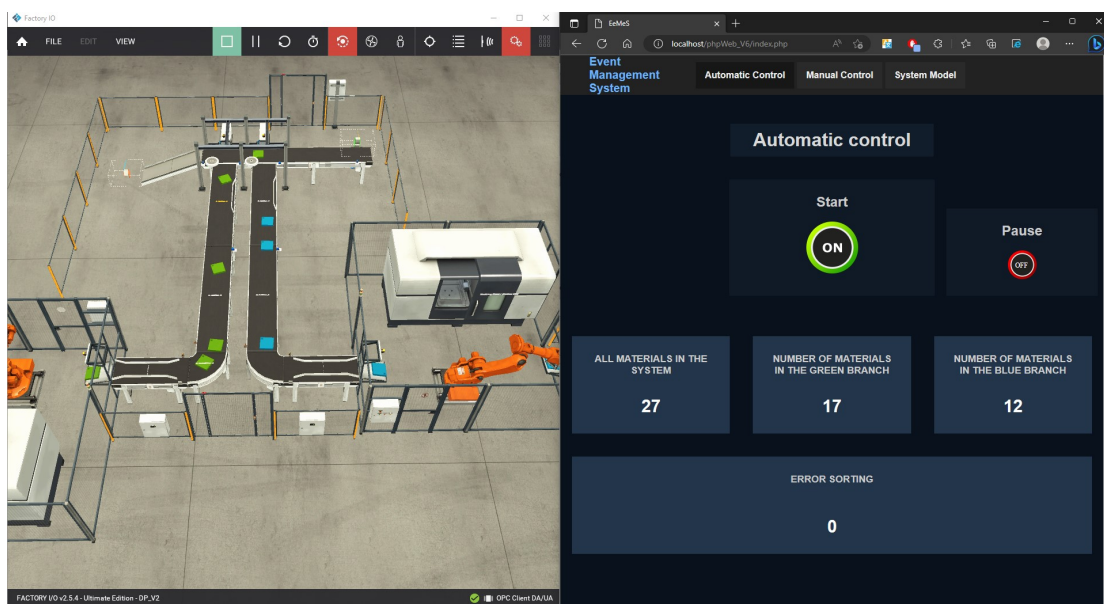 Factory IO
FILE EDIT VIEW
FACTORY I/O v2.5.4 - Ultimate Edition - DP_V2
OPC Client DA/UA
EeMeS
localhost/phpWeb_V6/index.php
Event
Management
System
Automatic Control
Manual Control
System Model
Automatic control
Start
ON
Pause
OFF
ALL MATERIALS IN THE
SYSTEM
27
NUMBER OF MATERIALS
IN THE GREEN BRANCH
17
NUMBER OF MATERIALS
IN THE BLUE BRANCH
12
ERROR SORTING
0